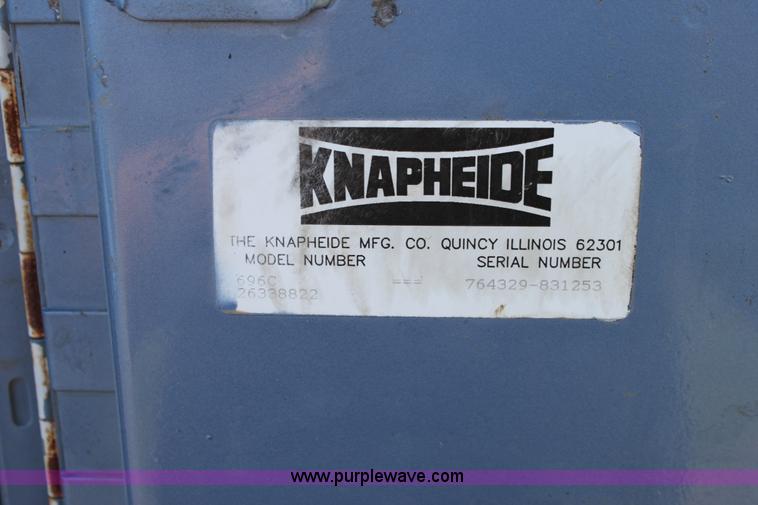 KNAPHEIDE
THE KNAPHEIDE MFG. CO. QUINCY ILLINOIS 62301
MODEL NUMBER SERIAL NUMBER
696C === 764329-831253
26338822
www.purplewave.com